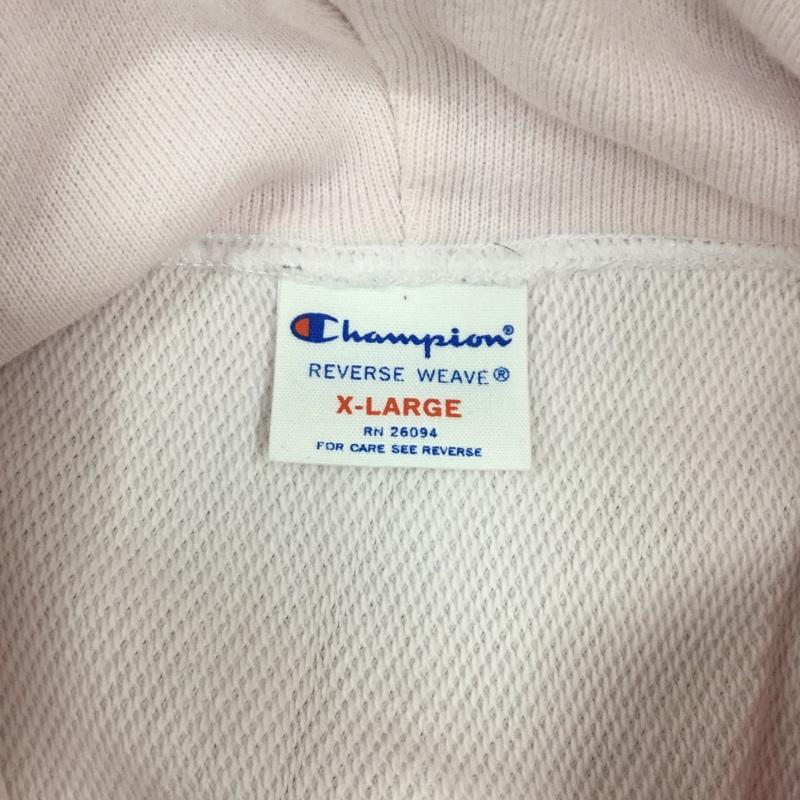 Champion®
REVERSE WEAVE®
X-LARGE
RN 26094
FOR CARE SEE REVERSE